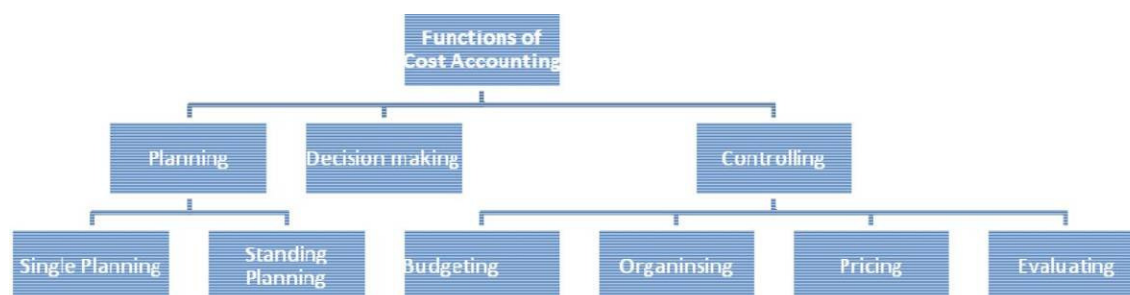 Functions of
Cost Accounting
Planning
Decision making
Controlling
Single Planning
Standing
Planning
Budgeting
Organinsing
Pricing
Evaluating